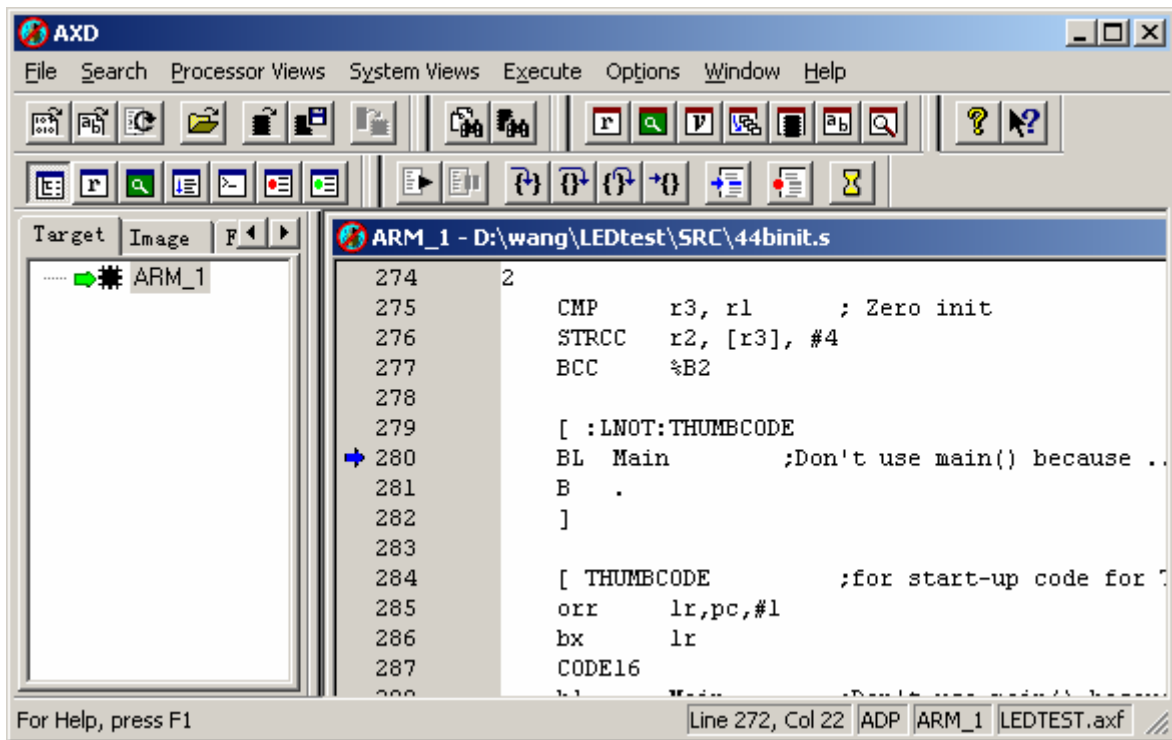 AXD
File Search Processor Views System Views Execute Options Window Help
Target Image F
ARM_1
ARM_1 - D:\wang\LEDtest\SRC\44binit.s
274 2
275 CMP r3, r1 ; Zero init
276 STRCC r2, [r3], #4
277 BCC %B2
278
279 [ :LNOT:THUMBCODE
280 BL Main ;Don't use main() because ..
281 B .
282 ]
283
284 [ THUMBCODE ;for start-up code for
285 orr lr,pc,#1
286 bx lr
287 CODE16
For Help, press F1
Line 272, Col 22 ADP ARM_1 LEDTEST.axf